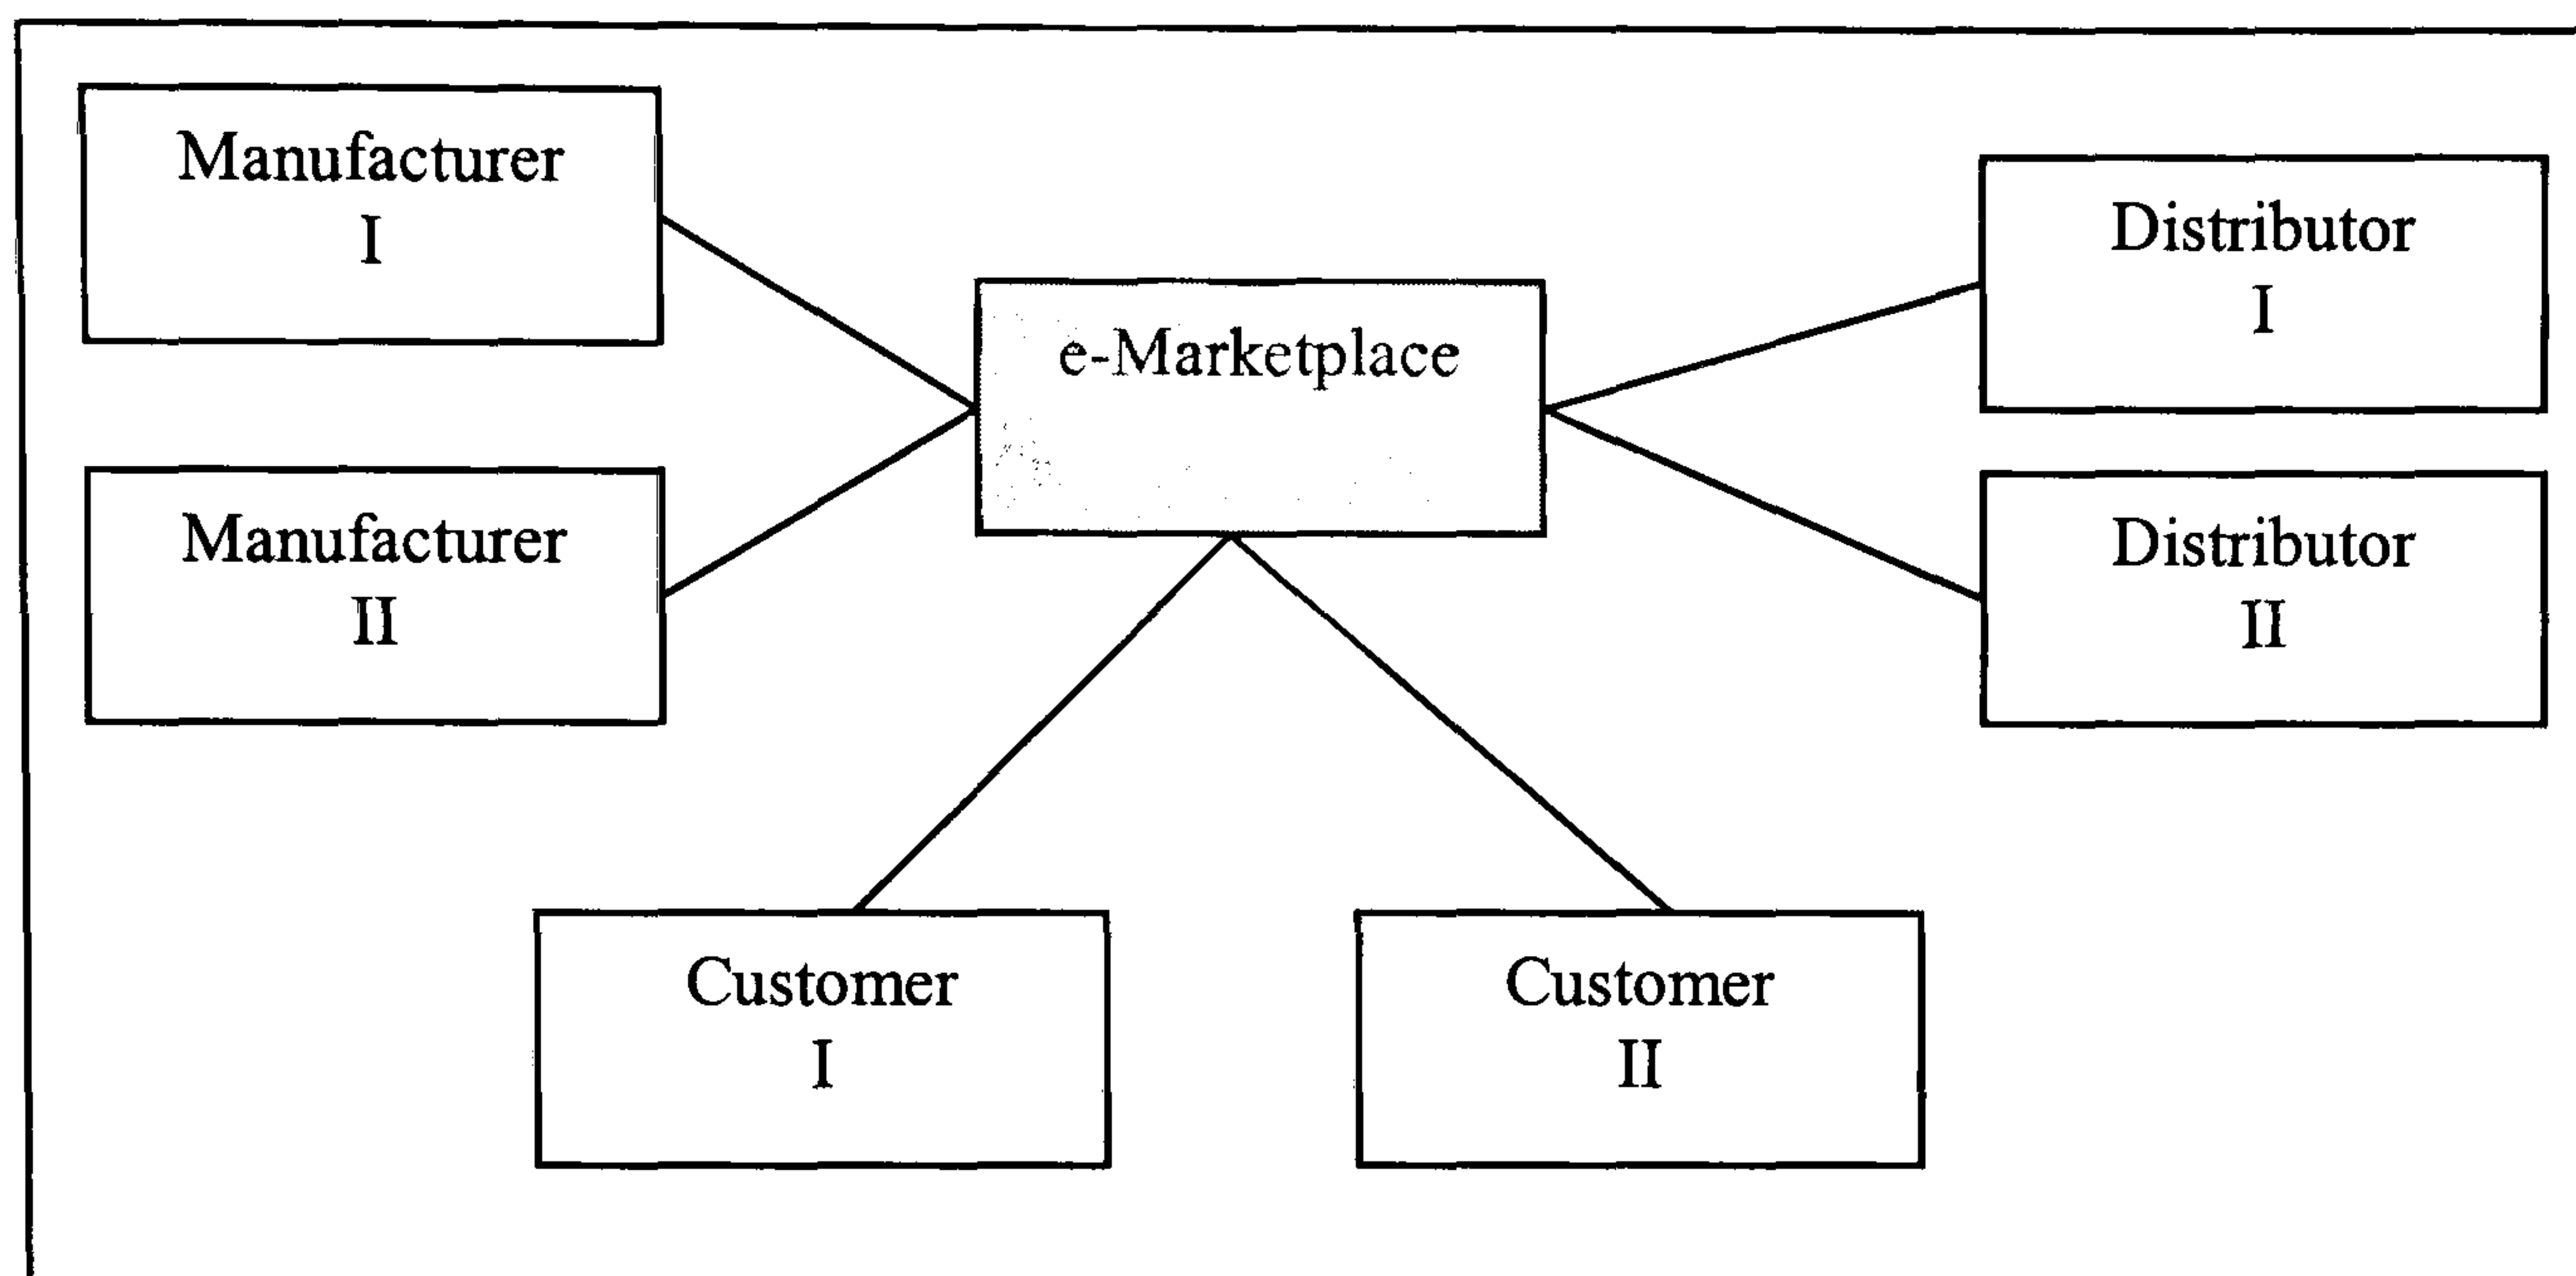 Manufacturer
I
e-Marketplace
Distributor
I
Manufacturer
II
Distributor
II
Customer
I
Customer
II